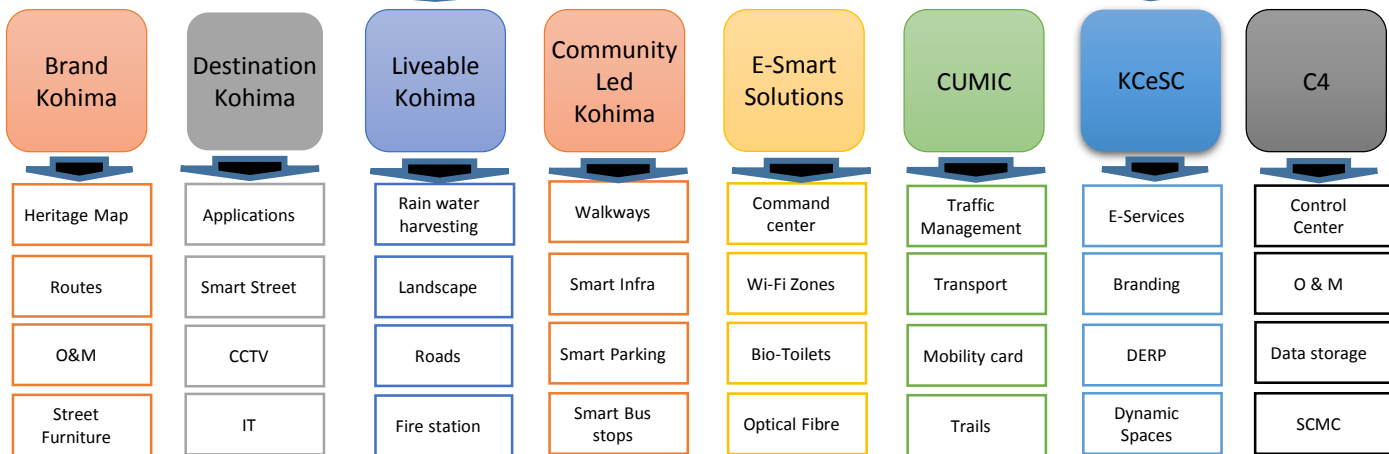 Brand
Kohima
Destination
Kohima
Liveable
Kohima
Community
Led
Kohima
E-Smart
Solutions
CUMIC
KCeSC
C4
Heritage Map
Applications
Rain water
harvesting
Walkways
Command
center
Traffic
Management
E-Services
Control
Center
Routes
Smart Street
Landscape
Smart Infra
Wi-Fi Zones
Transport
Branding
O & M
O&M
CCTV
Roads
Smart Parking
Bio-Toilets
Mobility card
DERP
Data storage
Street
Furniture
IT
Fire station
Smart Bus
stops
Optical Fibre
Trails
Dynamic
Spaces
SCMC